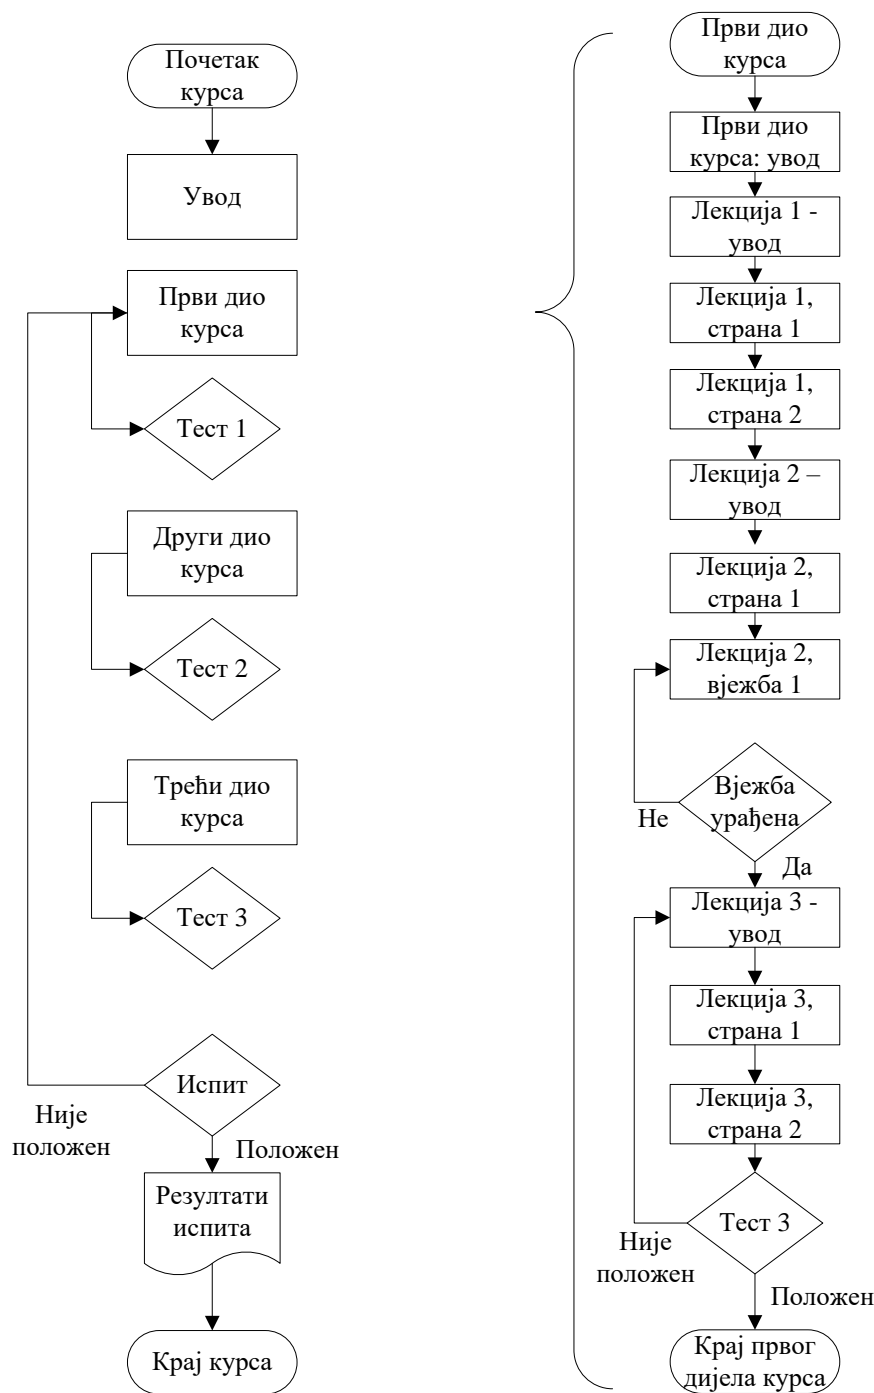 Почетак
курса
Увод
Први дио
курса
Тест 1
Други дио
курса
Тест 2
Трећи дио
курса
Тест 3
Испит
Није
положен
Положен
Резултати
испита
Крај курса
Први дио
курса
Први дио
курса: увод
Лекција 1 -
увод
Лекција 1,
страна 1
Лекција 1,
страна 2
Лекција 2 –
увод
Лекција 2,
страна 1
Лекција 2,
вјежба 1
Вјежба
урађена
Не
Да
Лекција 3 -
увод
Лекција 3,
страна 1
Лекција 3,
страна 2
Тест 3
Није
положен
Положен
Крај првог
дијела курса